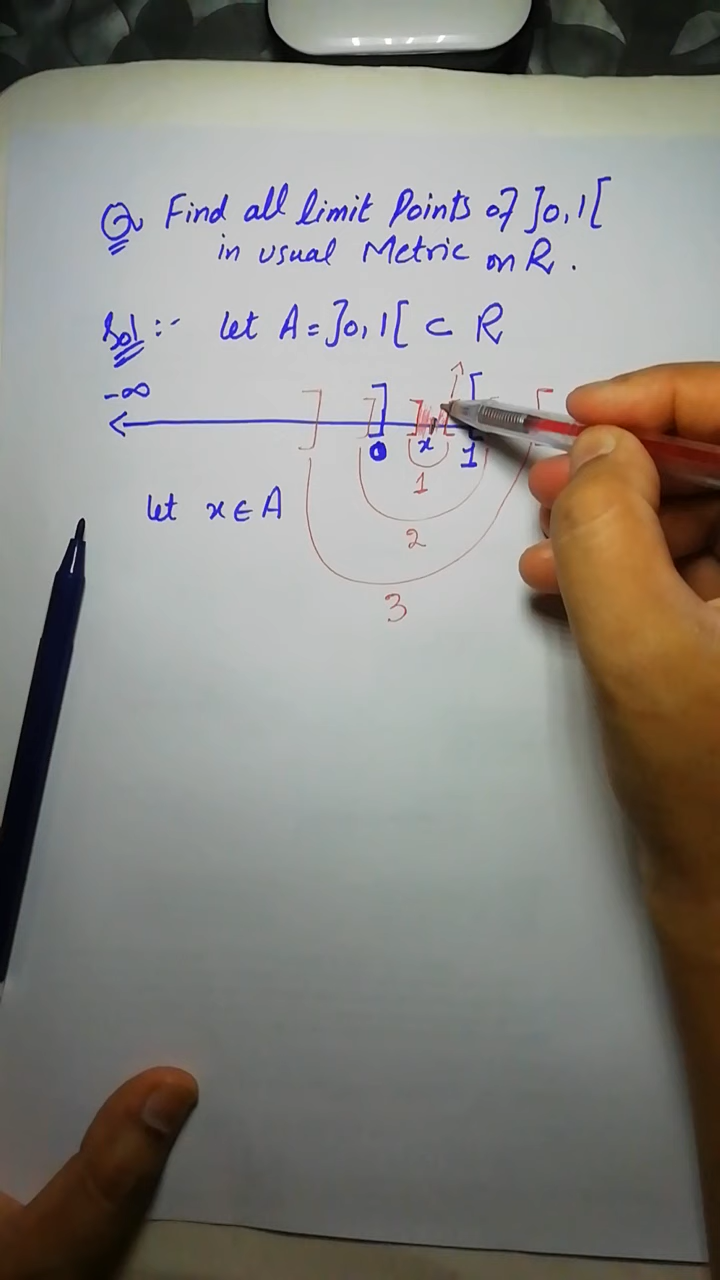 Q Find all limit Points of ]0,1[
in usual Metric on R.
Sol :- let A = ]0,1[ ⊂ R
-∞
0 x 1
let x ∈ A
1
2
3